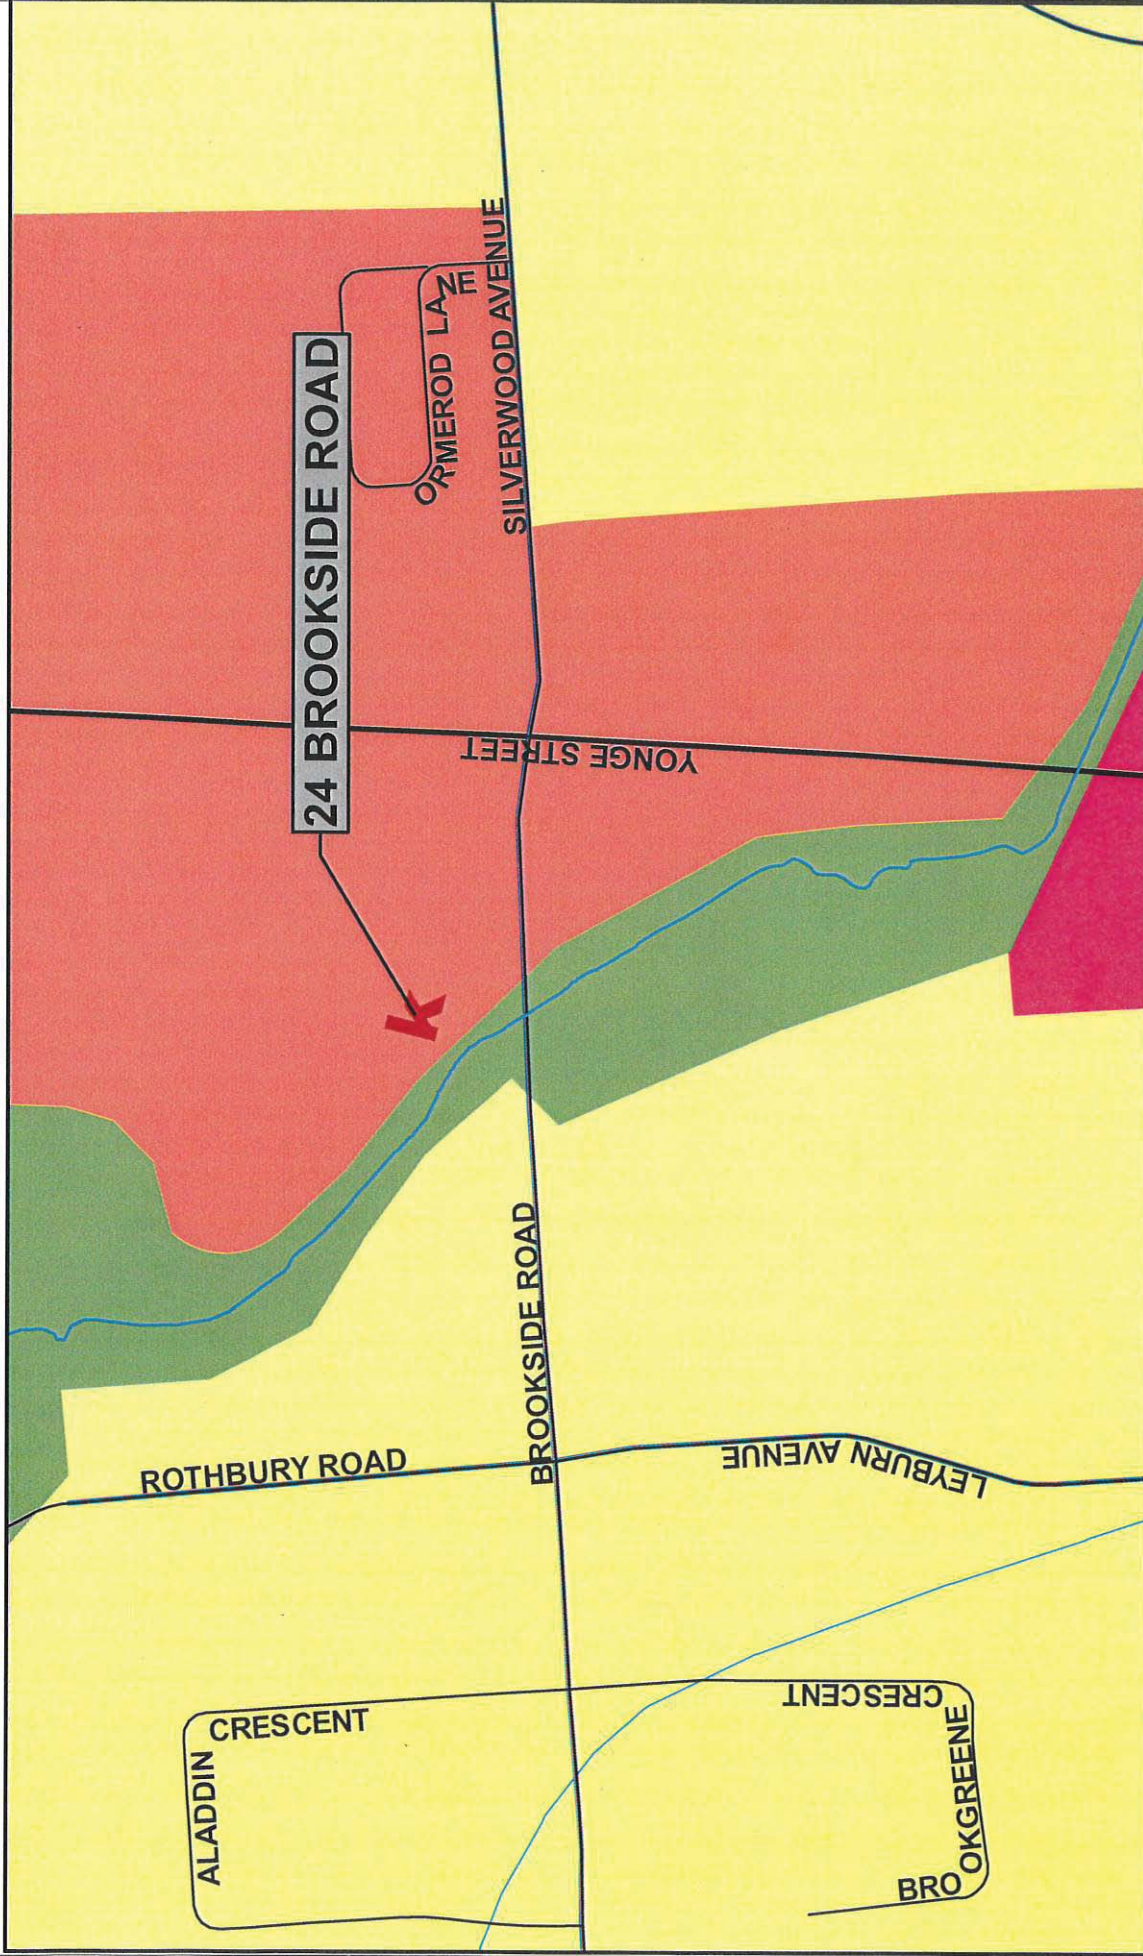 24 BROOKSIDE ROAD
ORMEROD LANE
SILVERWOOD AVENUE
YONGE STREET
k
BROOKSIDE ROAD
ROTHBURY ROAD
LEYBURN AVENUE
ALADDIN
CRESCENT
BROOKGREENE
CRESCENT